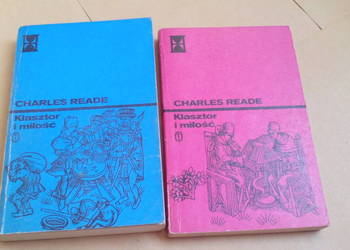 CHARLES READE
Klasztor
i miłość
CHARLES READE
Klasztor
i miłość